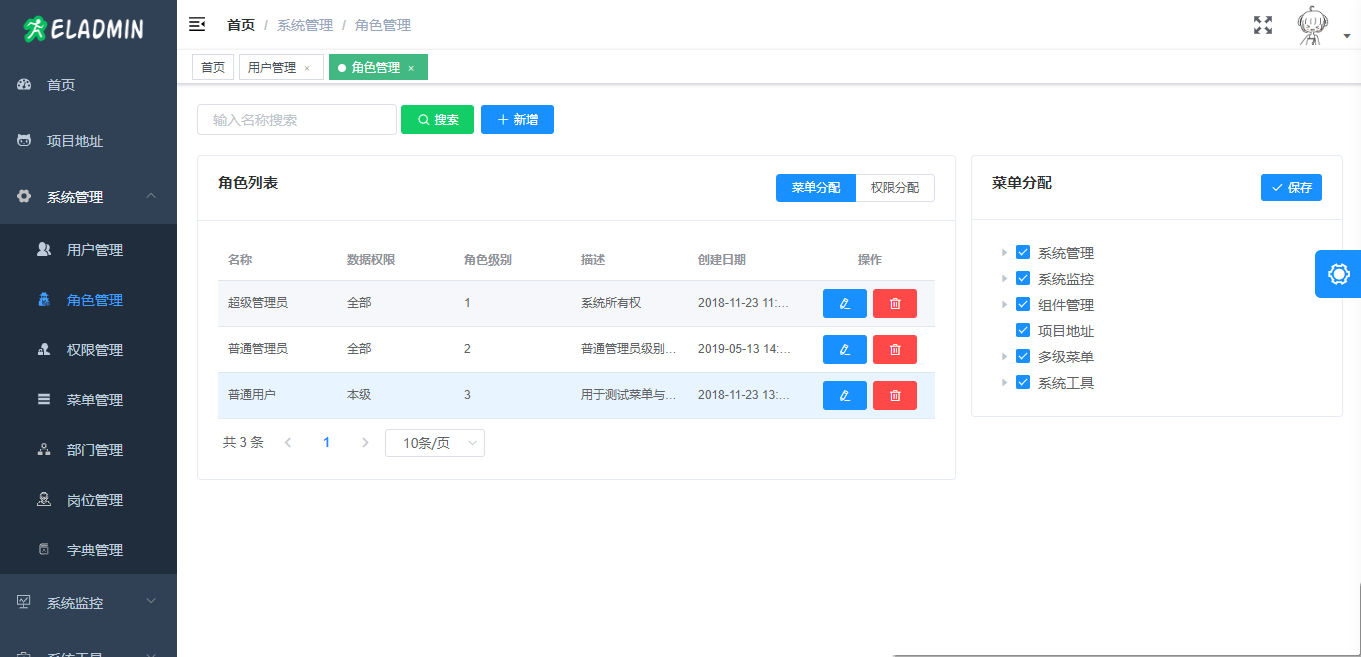 ELADMIN
首页
项目地址
系统管理
用户管理
角色管理
权限管理
菜单管理
部门管理
岗位管理
字典管理
系统监控
系统工具
首页 / 系统管理 / 角色管理
首页 用户管理 × 角色管理 ×
输入名称搜索 搜索 新增
角色列表 菜单分配 权限分配
名称 数据权限 角色级别 描述 创建日期 操作
超级管理员 全部 1 系统所有权 2018-11-23 11:...
普通管理员 全部 2 普通管理员级别... 2019-05-13 14:...
普通用户 本级 3 用于测试菜单与... 2018-11-23 13:...
共 3 条 1 10条/页
菜单分配 保存
系统管理
系统监控
组件管理
项目地址
多级菜单
系统工具